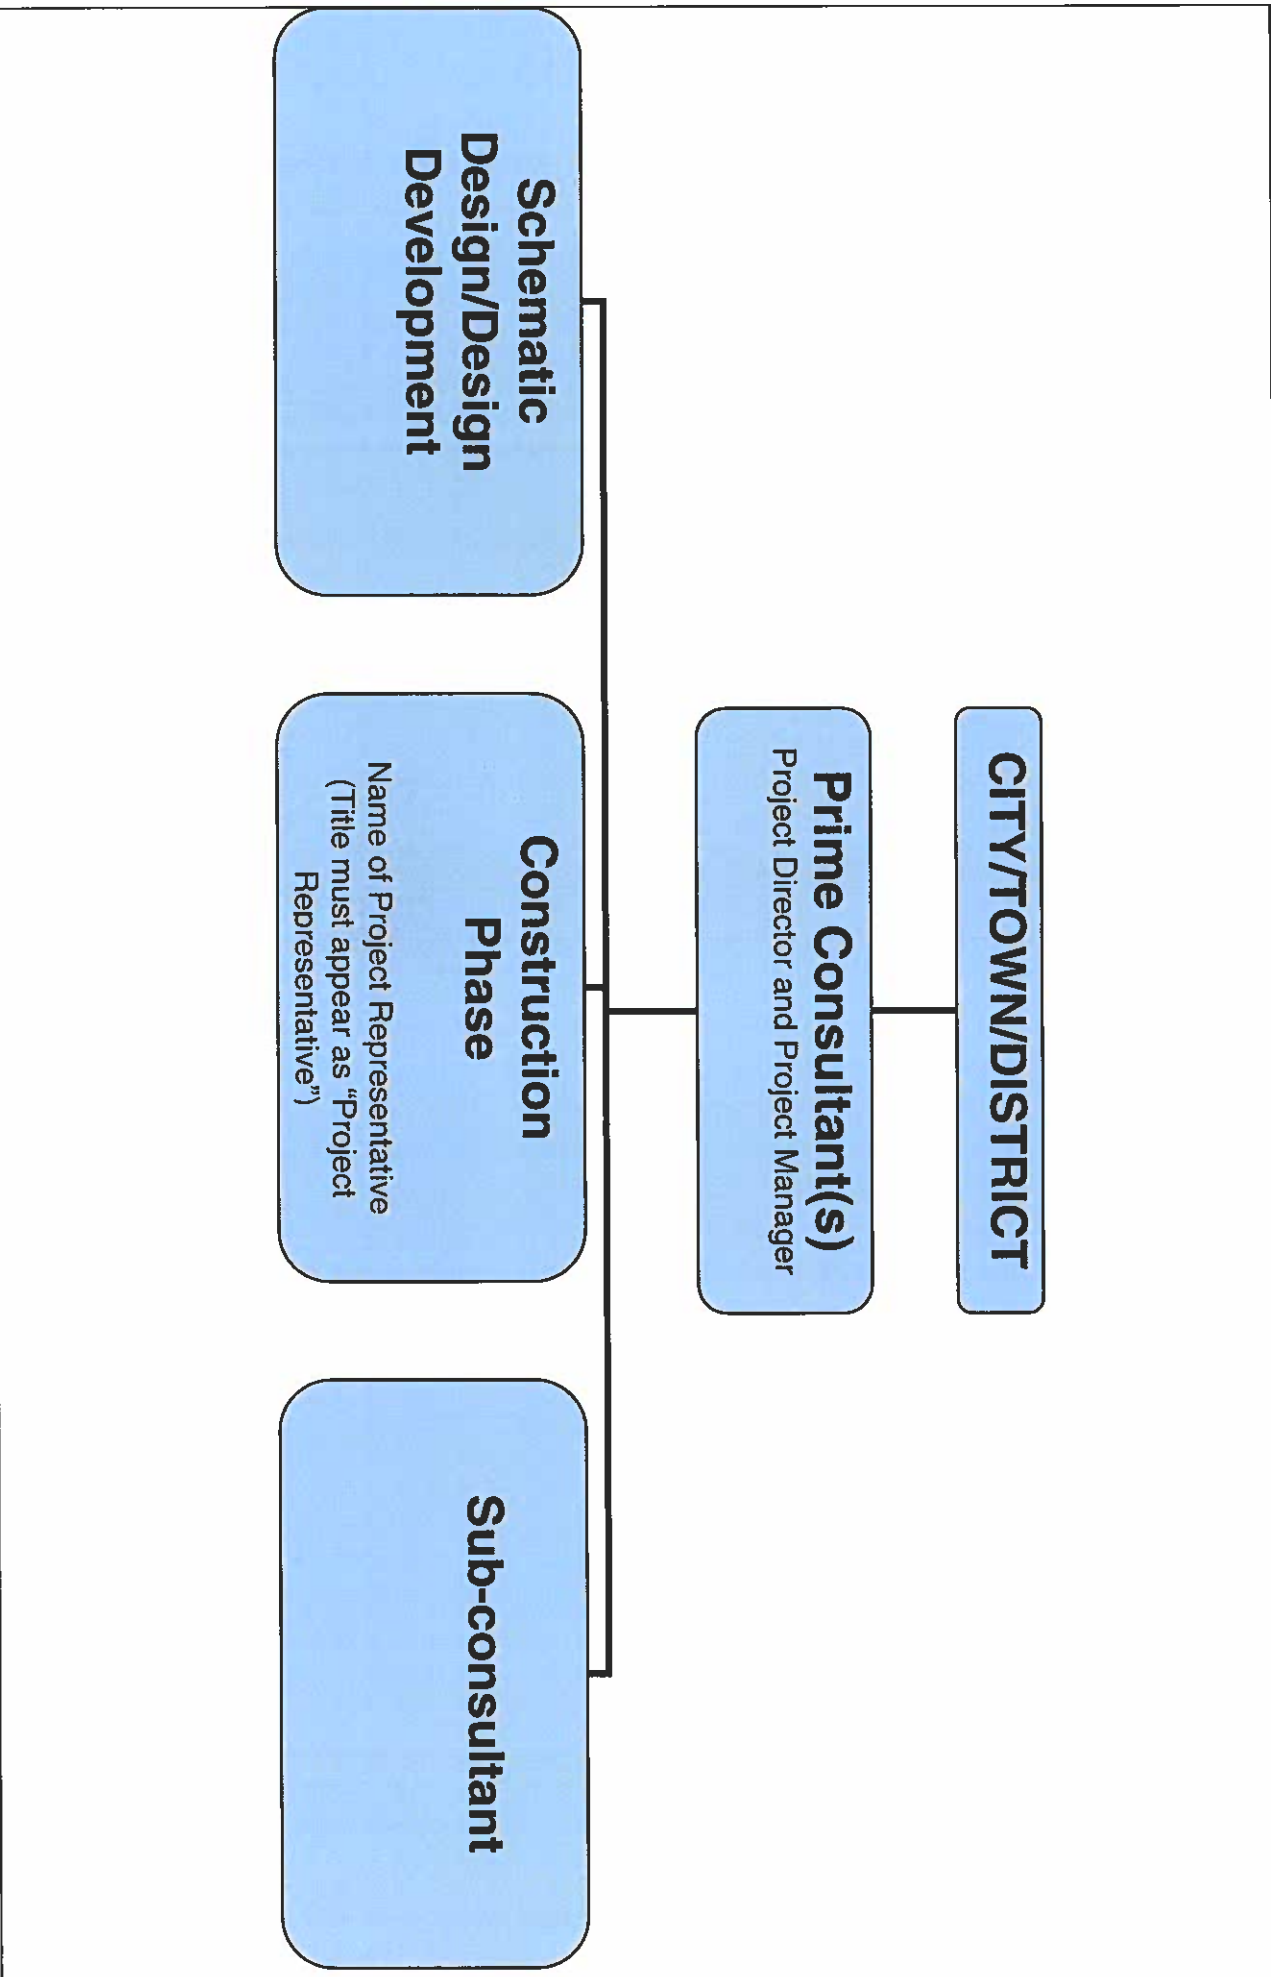 CITY/TOWN/DISTRICT
Prime Consultant(s)
Project Director and Project Manager
Schematic
Design/Design
Development
Construction
Phase
Name of Project Representative
(Title must appear as “Project
Representative”)
Sub-consultant